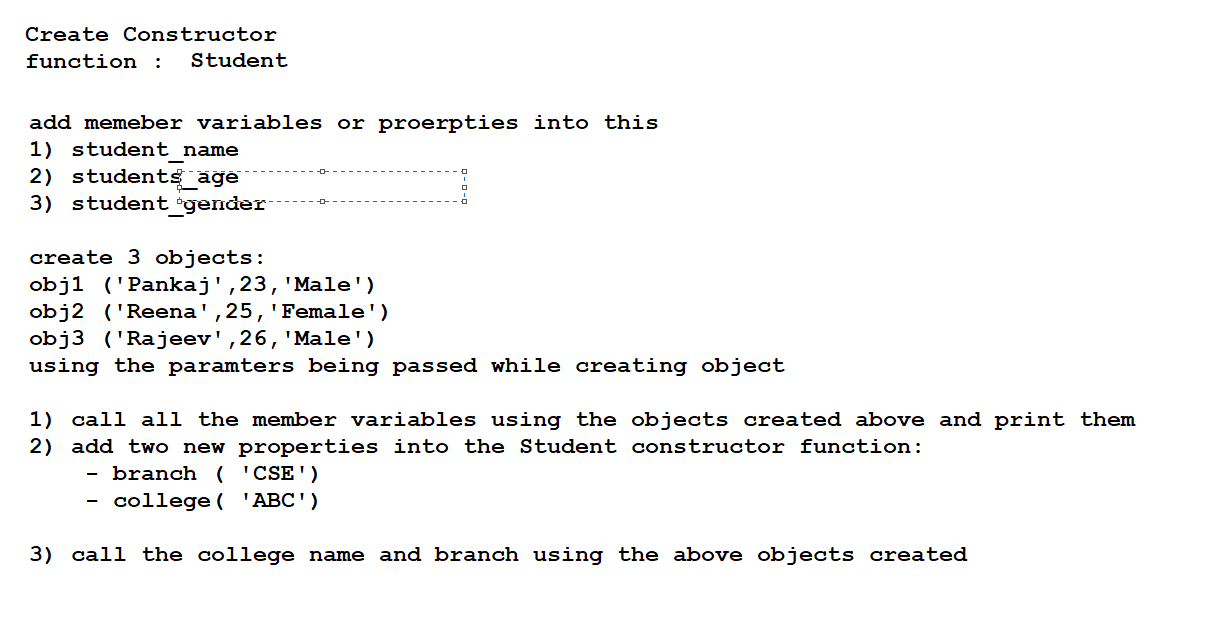 Create Constructor
function :  Student
add memeber variables or proerpties into this
1) student_name
2) students_age
3) student_gender
create 3 objects:
obj1 ('Pankaj',23,'Male')
obj2 ('Reena',25,'Female')
obj3 ('Rajeev',26,'Male')
using the paramters being passed while creating object
1) call all the member variables using the objects created above and print them
2) add two new properties into the Student constructor function:
- branch ( 'CSE')
- college( 'ABC')
3) call the college name and branch using the above objects created